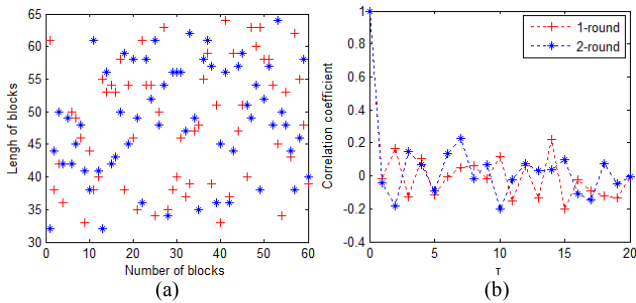 65
60
55
50
45
40
35
30
0 10 20 30 40 50 60
Lengh of blocks
Number of blocks
(a)
1
0.8
0.6
0.4
0.2
0
-0.2
-0.4
0 5 10 15 20
Correlation coefficient
τ
1-round
2-round
(b)